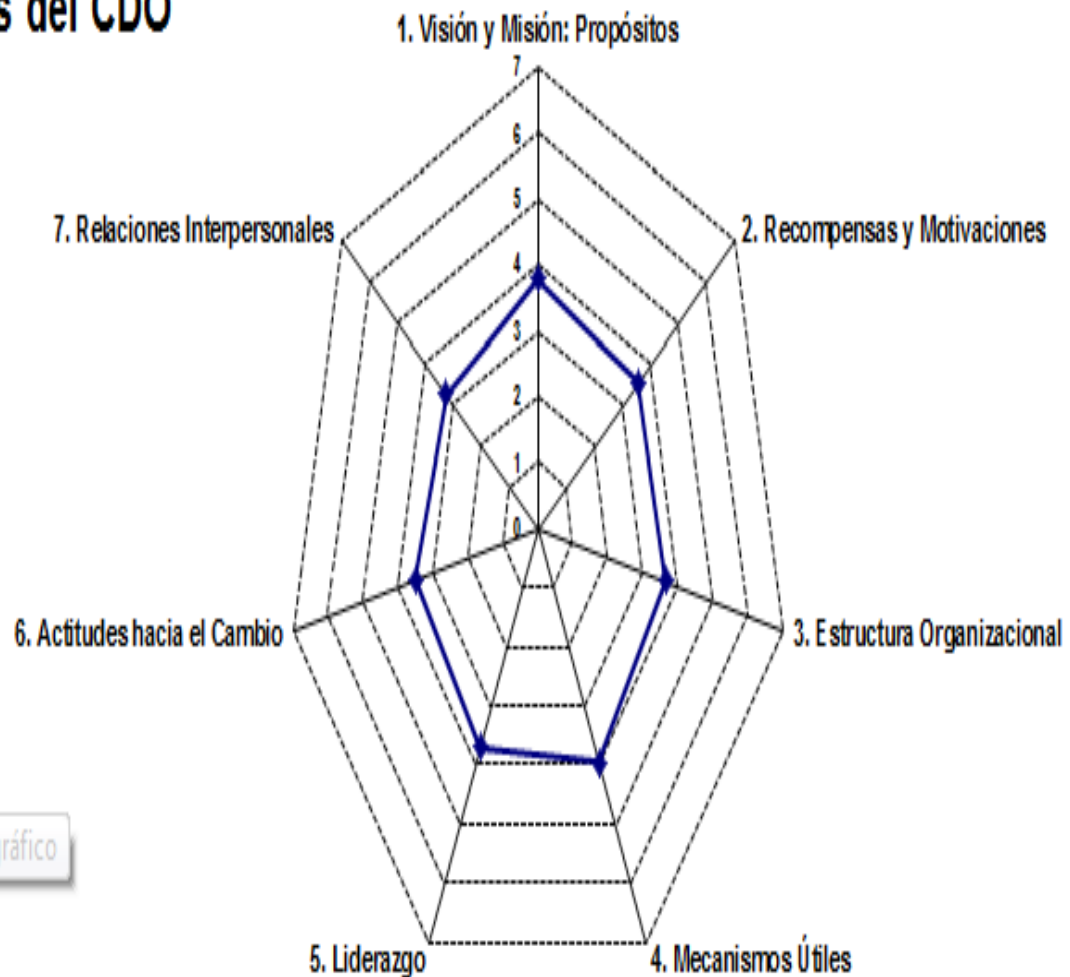 s del CDO
1. Visión y Misión: Propósitos
7
6
5
4
3
2
1
0
7. Relaciones Interpersonales
2. Recompensas y Motivaciones
6. Actitudes hacia el Cambio
3. Estructura Organizacional
ráfico
5. Liderazgo
4. Mecanismos Útiles